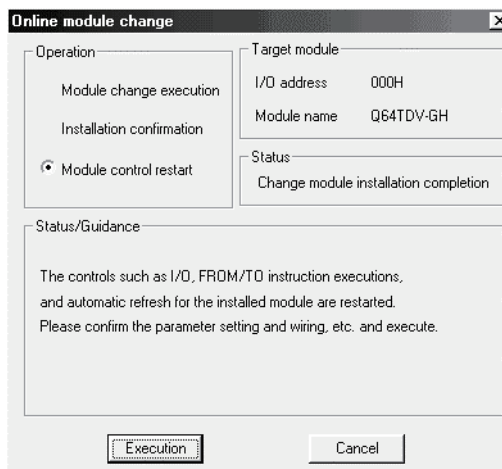 Online module change
Operation
Module change execution
Installation confirmation
Module control restart
Target module
I/O address 000H
Module name Q64TDV-GH
Status
Change module installation completion
Status/Guidance
The controls such as I/O, FROM/TO instruction executions,
and automatic refresh for the installed module are restarted.
Please confirm the parameter setting and wiring, etc. and execute.
Execution
Cancel